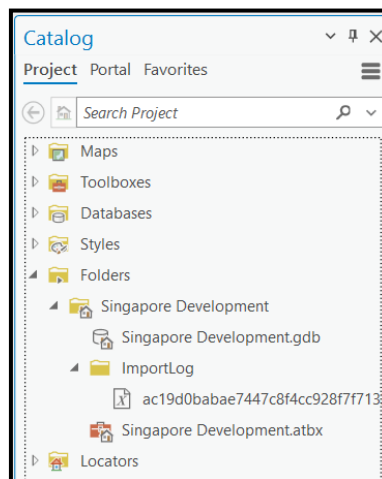 Catalog
Project Portal Favorites
Search Project
Maps
Toolboxes
Databases
Styles
Folders
Singapore Development
Singapore Development.gdb
ImportLog
ac19d0babae7447c8f4cc928f7f713
Singapore Development.atbx
Locators